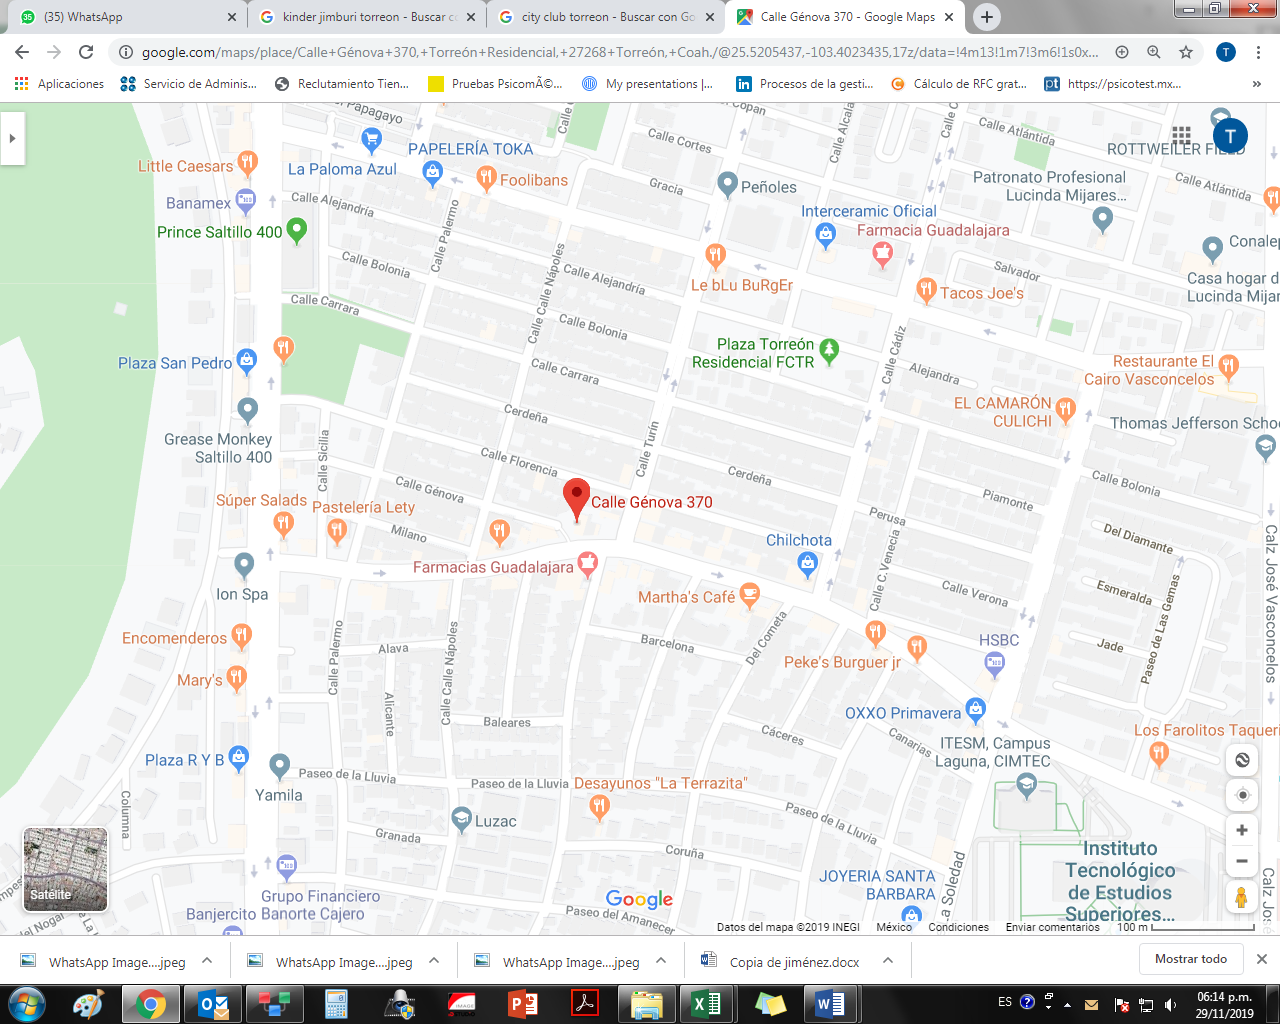 (35) WhatsApp
kinder jimburi torreon - Buscar c
city club torreon - Buscar con Go
Calle Génova 370 - Google Maps
google.com/maps/place/Calle+Génova+370,+Torreón+Residencial,+27268+Torreón,+Coah./@25.5205437,-103.4023435,17z/data=!4m13!1m7!3m6!1s0x...
T
Aplicaciones
Servicio de Adminis...
Reclutamiento Tien...
Pruebas PsicomÃ©...
My presentations |...
Procesos de la gesti...
Cálculo de RFC grat...
https://psicotest.mx...
»
Papagayo
Copan
Calle Alcalá
Calle Atlántida
ROTTWEILER FIELD
T
Calle Cortes
PAPELERÍA TOKA
Little Caesars
La Paloma Azul
Foolibans
Gracia
Peñoles
Patronato Profesional
Lucinda Mijares...
Calle Atlántida
Banamex
Calle Alejandría
Calle Palermo
Interceramic Oficial
Farmacia Guadalajara
Prince Saltillo 400
Conalep
Calle Bolonia
Calle Calle Nápoles
Calle Alejandría
Le bLu BuRgEr
Salvador
Casa hogar d
Lucinda Mijar
Tacos Joe's
Calle Carrara
Calle Bolonia
Plaza Torreón
Residencial FCTR
Calle Cádiz
Plaza San Pedro
Calle Carrara
Alejandra
Restaurante El
Cairo Vasconcelos
Cerdeña
EL CAMARÓN
CULICHI
Thomas Jefferson Schoo
Grease Monkey
Saltillo 400
Calle Sicilia
Calle Florencia
Calle Turín
Cerdeña
Calle Génova
Calle Génova 370
Piamonte
Súper Salads
Pastelería Lety
Milano
Perusa
Del Diamante
Chilchota
Calz José Vasconcelos
Farmacias Guadalajara
Calle C.Venecia
Ion Spa
Martha's Café
Calle Verona
Esmeralda
Paseo de Las Gemas
Encomenderos
Calle Palermo
Alava
Calle Calle Nápoles
Barcelona
Del Cometa
Peke's Burguer jr
HSBC
Jade
Mary's
Alicante
Baleares
OXXO Primavera
Cáceres
Canarias
ITESM, Campus
Laguna, CIMTEC
Los Farolitos Taquer
Plaza R Y B
Yamila
Paseo de la Lluvia
Paseo de la Lluvia
Desayunos "La Terrazita"
Paseo de la Lluvia
Columna
Luzac
Granada
Coruña
Instituto
Tecnológico
de Estudios
Superiores...
Satélite
JOYERIA SANTA
BARBARA
La Soledad
Calz José
Grupo Financiero
Banorte Cajero
Banjercito
del Nogal
Google
Paseo del Amanecer
Datos del mapa ©2019 INEGI
México
Condiciones
Enviar comentarios
100 m
WhatsApp Image....jpeg
WhatsApp Image....jpeg
WhatsApp Image....jpeg
Copia de jiménez.docx
Mostrar todo
ES
06:14 p.m.
29/11/2019